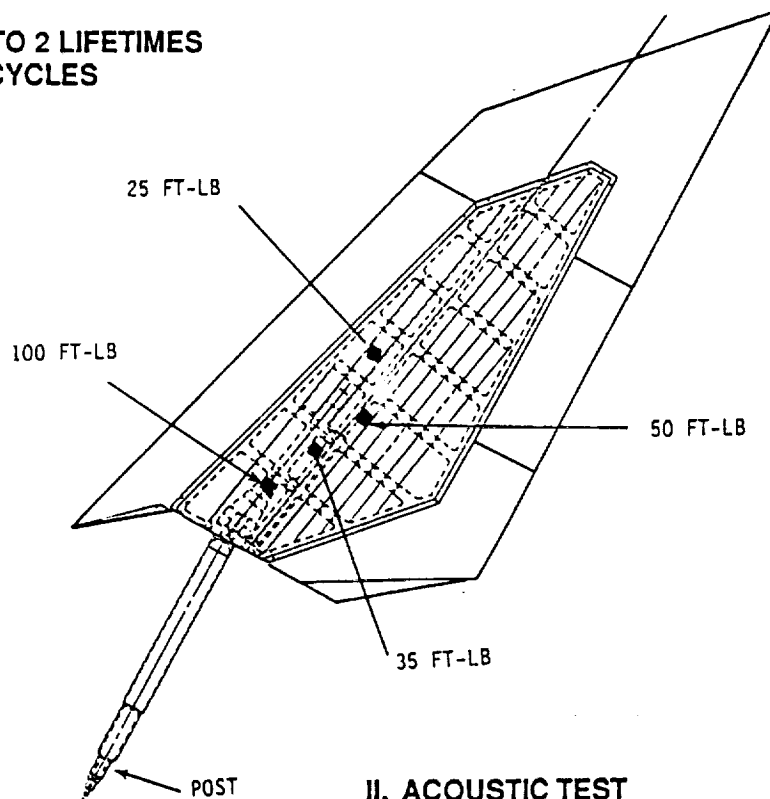 TO 2 LIFETIMES
CYCLES
25 FT-LB
100 FT-LB
50 FT-LB
35 FT-LB
POST
II. ACOUSTIC TEST